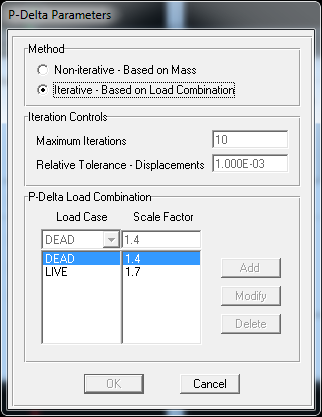 P-Delta Parameters
Method
Non-iterative - Based on Mass
Iterative - Based on Load Combination
Iteration Controls
Maximum Iterations 10
Relative Tolerance - Displacements 1.000E-03
P-Delta Load Combination
Load Case Scale Factor
DEAD 1.4
DEAD 1.4
LIVE 1.7
Add
Modify
Delete
OK Cancel